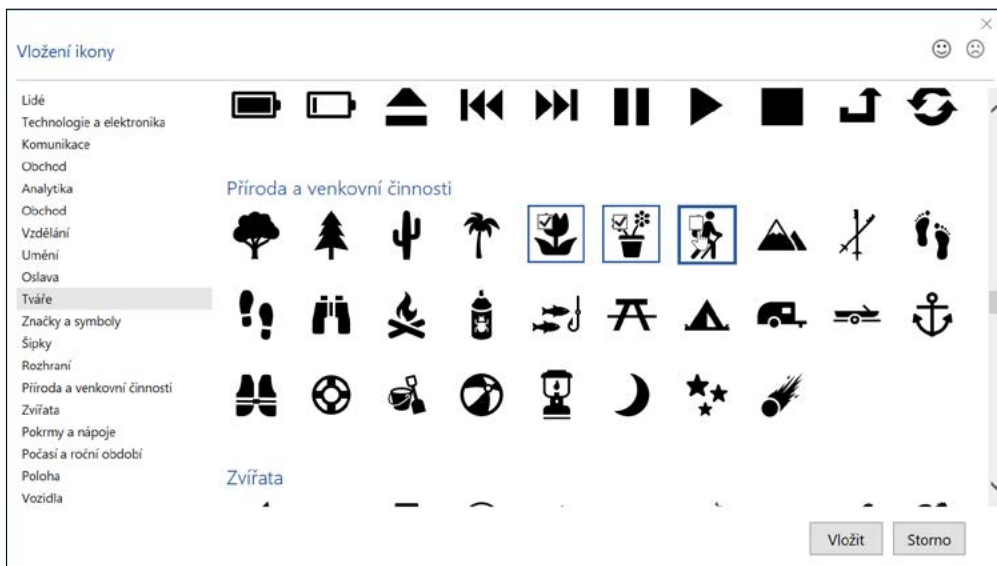 Vložení ikony
Lidé
Technologie a elektronika
Komunikace
Obchod
Analytika
Obchod
Vzdělání
Umění
Oslava
Tváře
Značky a symboly
Šipky
Rozhraní
Příroda a venkovní činnosti
Zvířata
Pokrmy a nápoje
Počasí a roční období
Poloha
Vozidla
Příroda a venkovní činnosti
Zvířata
Vložit
Storno